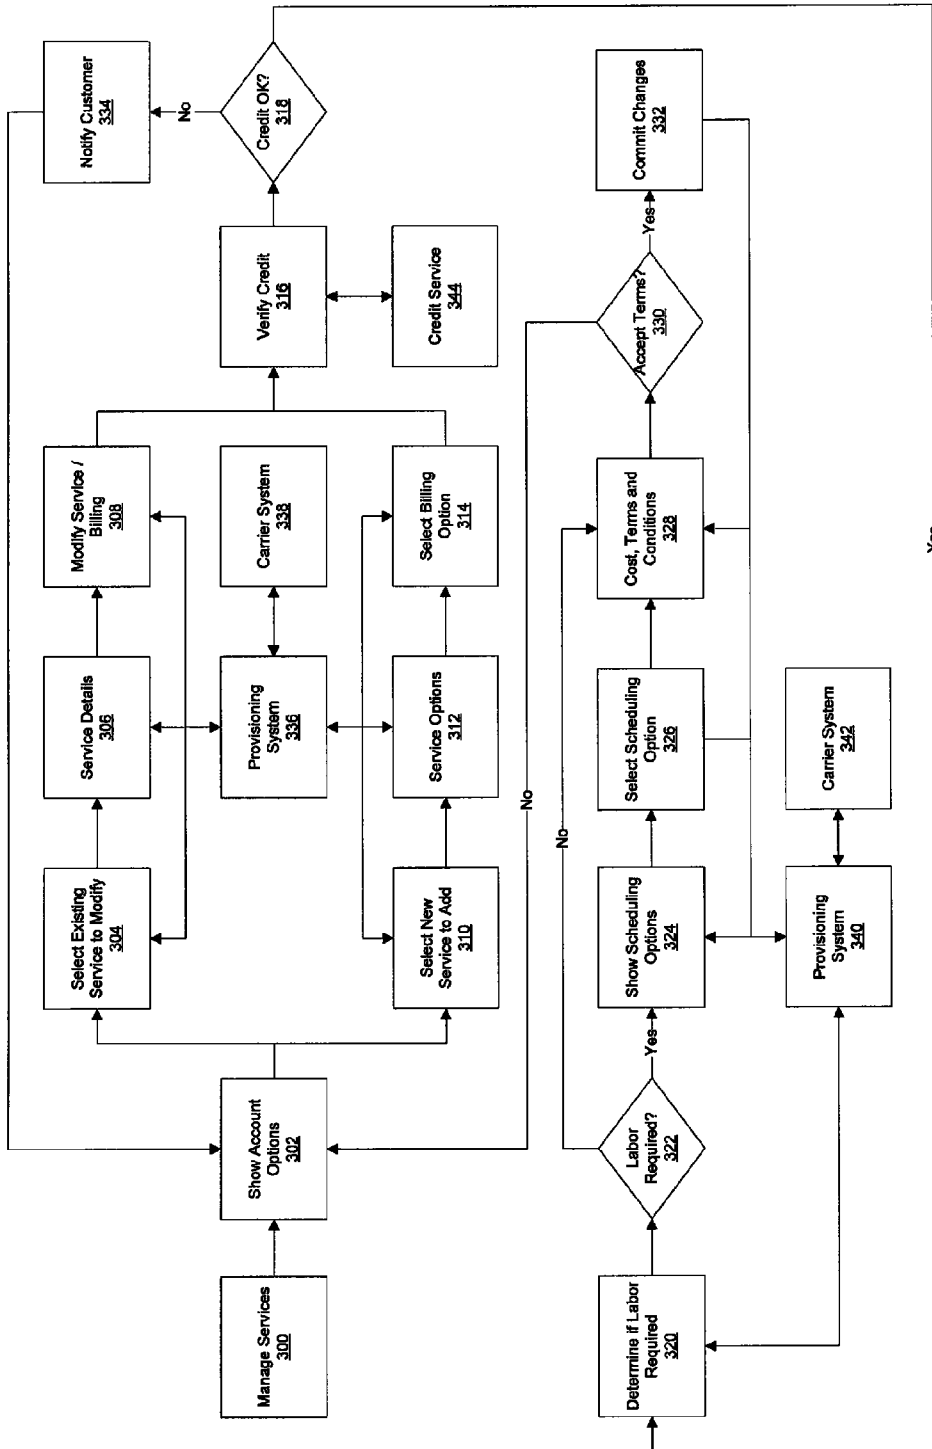 Manage Services
300
Show Account
Options
302
Select Existing
Service to Modify
304
Service Details
306
Modify Service /
Billing
308
Select New
Service to Add
310
Service Options
312
Select Billing
Option
314
Provisioning
System
336
Carrier System
338
Verify Credit
316
Credit Service
344
Credit OK?
318
No
Notify Customer
334
Yes
Determine if Labor
Required
320
Labor
Required?
322
No
Yes
Show Scheduling
Options
324
Select Scheduling
Option
326
Cost, Terms and
Conditions
328
Accept Terms?
330
No
Yes
Commit Changes
332
Provisioning
System
340
Carrier System
342